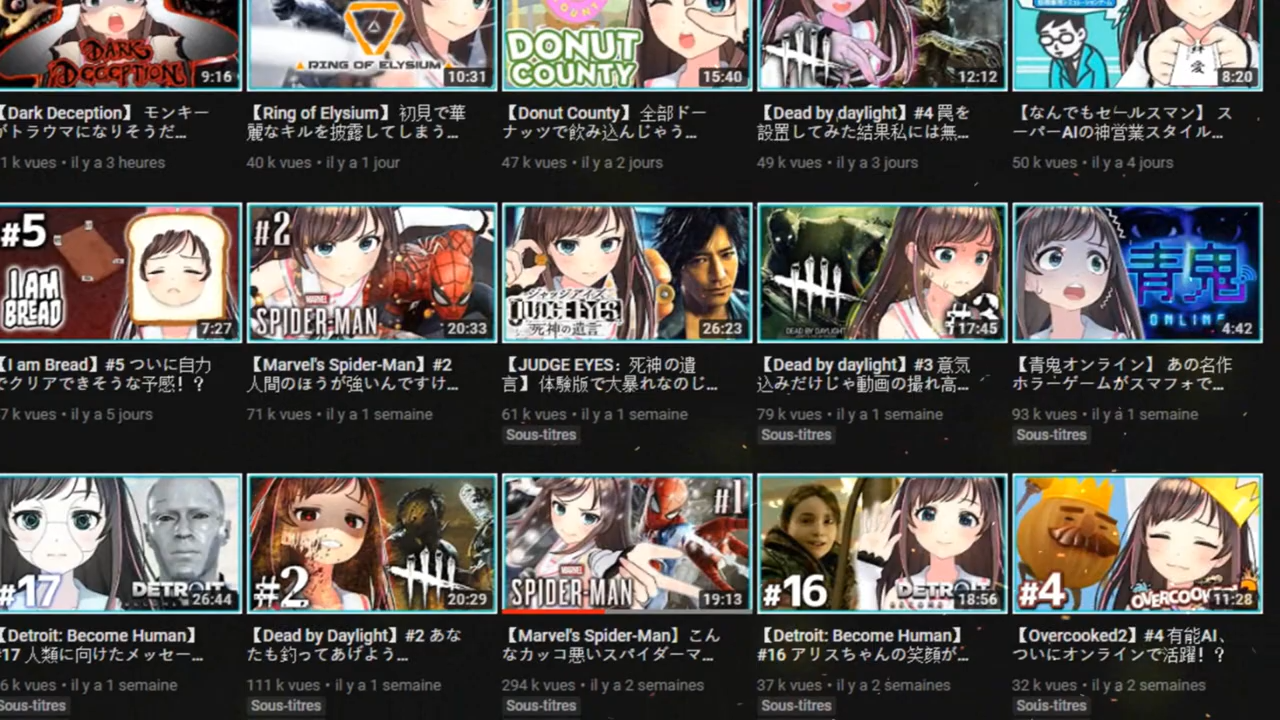 DARK
DECEPTION
9:16
RING OF ELYSIUM
10:31
DONUT
COUNTY
15:40
12:12
愛
8:20
【Dark Deception】 モンキー
がトラウマになりそうだ...
1 k vues • il y a 3 heures
【Ring of Elysium】初見で華
麗なキルを披露してしまう...
40 k vues • il y a 1 jour
【Donut County】全部ドー
ナッツで飲み込んじゃう...
47 k vues • il y a 2 jours
【Dead by daylight】#4 罠を
設置してみた結果私には無...
49 k vues • il y a 3 jours
【なんでもセールスマン】ス
ーパーAIの神営業スタイル...
50 k vues • il y a 4 jours
#5
I AM
BREAD
7:27
#2
MARVEL
SPIDER-MAN
20:33
ジャッジアイズ
JUDGE EYES
死神の遺言
26:23
DEAD BY DAYLIGHT
17:45
青鬼
ONLINE
4:42
【I am Bread】#5 ついに自力
でクリアできそうな予感！？
7 k vues • il y a 5 jours
【Marvel's Spider-Man】#2
人間のほうが強いんですけ...
71 k vues • il y a 1 semaine
【JUDGE EYES：死神の遺
言】体験版で大暴れなのじ...
61 k vues • il y a 1 semaine
Sous-titres
【Dead by daylight】#3 意気
込みだけじゃ動画の撮れ高...
79 k vues • il y a 1 semaine
Sous-titres
【青鬼オンライン】 あの名作
ホラーゲームがスマフォで...
93 k vues • il y a 1 semaine
Sous-titres
#17
DETROIT
26:44
#2
20:29
#1
MARVEL
SPIDER-MAN
19:13
#16
DETROIT
18:56
#4
OVERCOOKED
11:28
【Detroit: Become Human】
#17 人類に向けたメッセー...
6 k vues • il y a 1 semaine
Sous-titres
【Dead by Daylight】#2 あな
たも釣ってあげよう...
111 k vues • il y a 1 semaine
Sous-titres
【Marvel's Spider-Man】こん
なカッコ悪いスパイダーマ...
294 k vues • il y a 2 semaines
【Detroit: Become Human】
#16 アリスちゃんの笑顔が...
37 k vues • il y a 2 semaines
Sous-titres
【Overcooked2】#4 有能AI、
ついにオンラインで活躍！？
32 k vues • il y a 2 semaines
Sous-titres